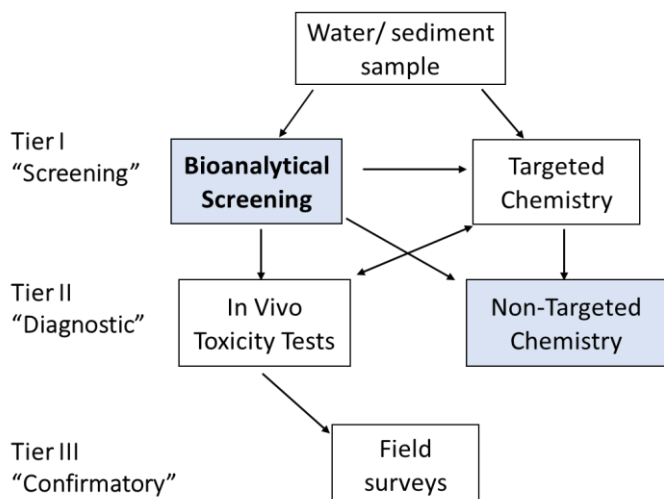 Water/ sediment
sample
Tier I
"Screening"
Bioanalytical
Screening
Targeted
Chemistry
Tier II
"Diagnostic"
In Vivo
Toxicity Tests
Non-Targeted
Chemistry
Tier III
"Confirmatory"
Field
surveys